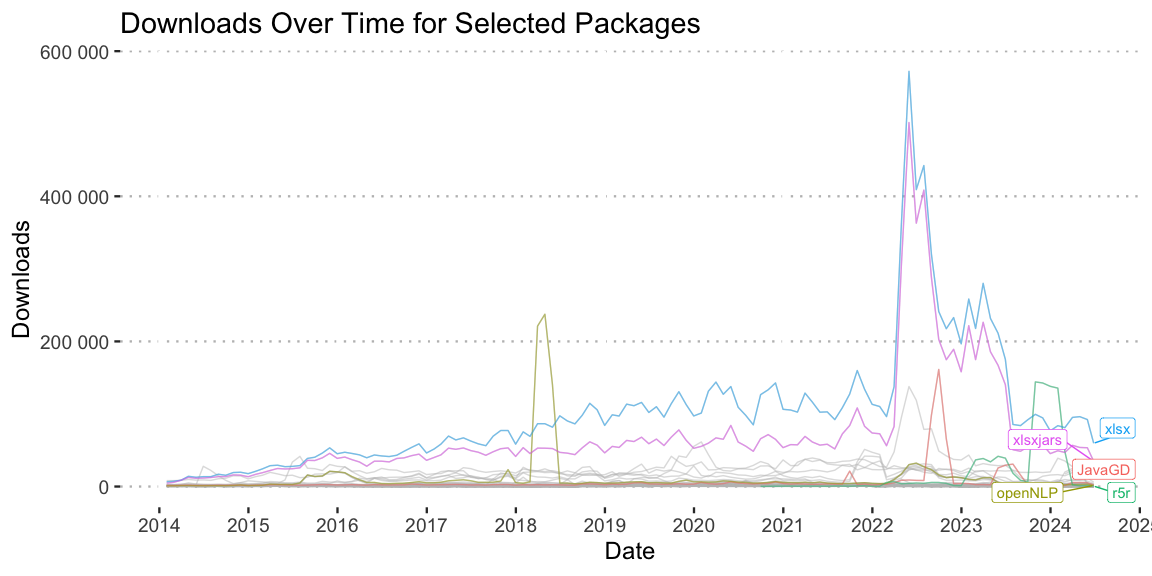 Downloads Over Time for Selected Packages
600 000
400 000
200 000
0
Downloads
xlsx
xlsxjars
JavaGD
openNLP
r5r
2014 2015 2016 2017 2018 2019 2020 2021 2022 2023 2024 2025
Date